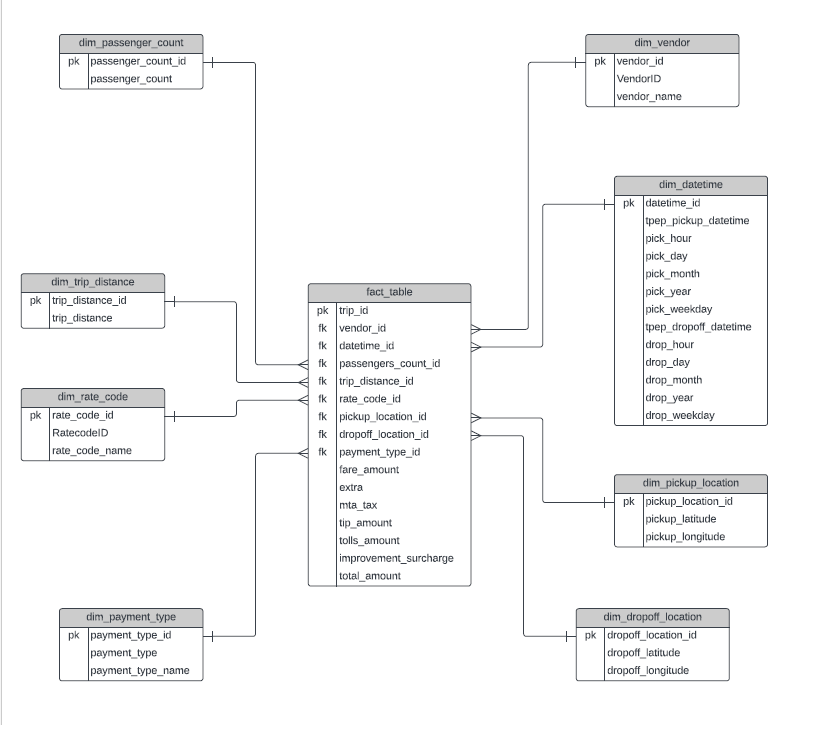 dim_passenger_count
pk passenger_count_id
passenger_count
dim_vendor
pk vendor_id
VendorID
vendor_name
dim_datetime
pk datetime_id
tpep_pickup_datetime
pick_hour
pick_day
pick_month
pick_year
pick_weekday
tpep_dropoff_datetime
drop_hour
drop_day
drop_month
drop_year
drop_weekday
dim_trip_distance
pk trip_distance_id
trip_distance
fact_table
pk trip_id
fk vendor_id
fk datetime_id
fk passengers_count_id
fk trip_distance_id
fk rate_code_id
fk pickup_location_id
fk dropoff_location_id
fk payment_type_id
fare_amount
extra
mta_tax
tip_amount
tolls_amount
improvement_surcharge
total_amount
dim_rate_code
pk rate_code_id
RatecodeID
rate_code_name
dim_pickup_location
pk pickup_location_id
pickup_latitude
pickup_longitude
dim_payment_type
pk payment_type_id
payment_type
payment_type_name
dim_dropoff_location
pk dropoff_location_id
dropoff_latitude
dropoff_longitude